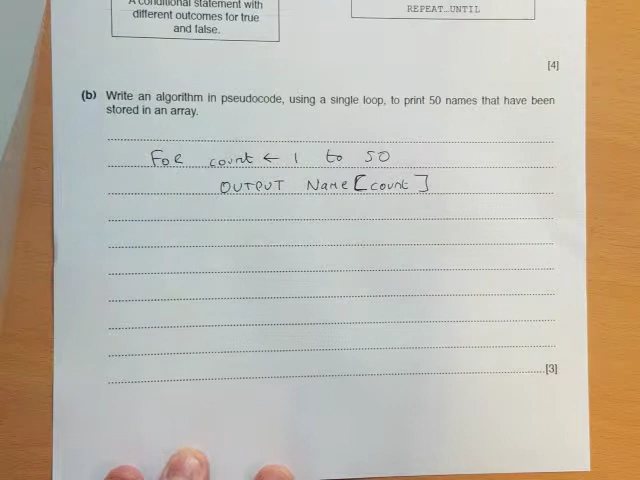 A conditional statement with
different outcomes for true
and false.
REPEAT…UNTIL
[4]
(b) Write an algorithm in pseudocode, using a single loop, to print 50 names that have been
stored in an array.
FOR count ← 1 to 50
OUTPUT Name [count]
[3]